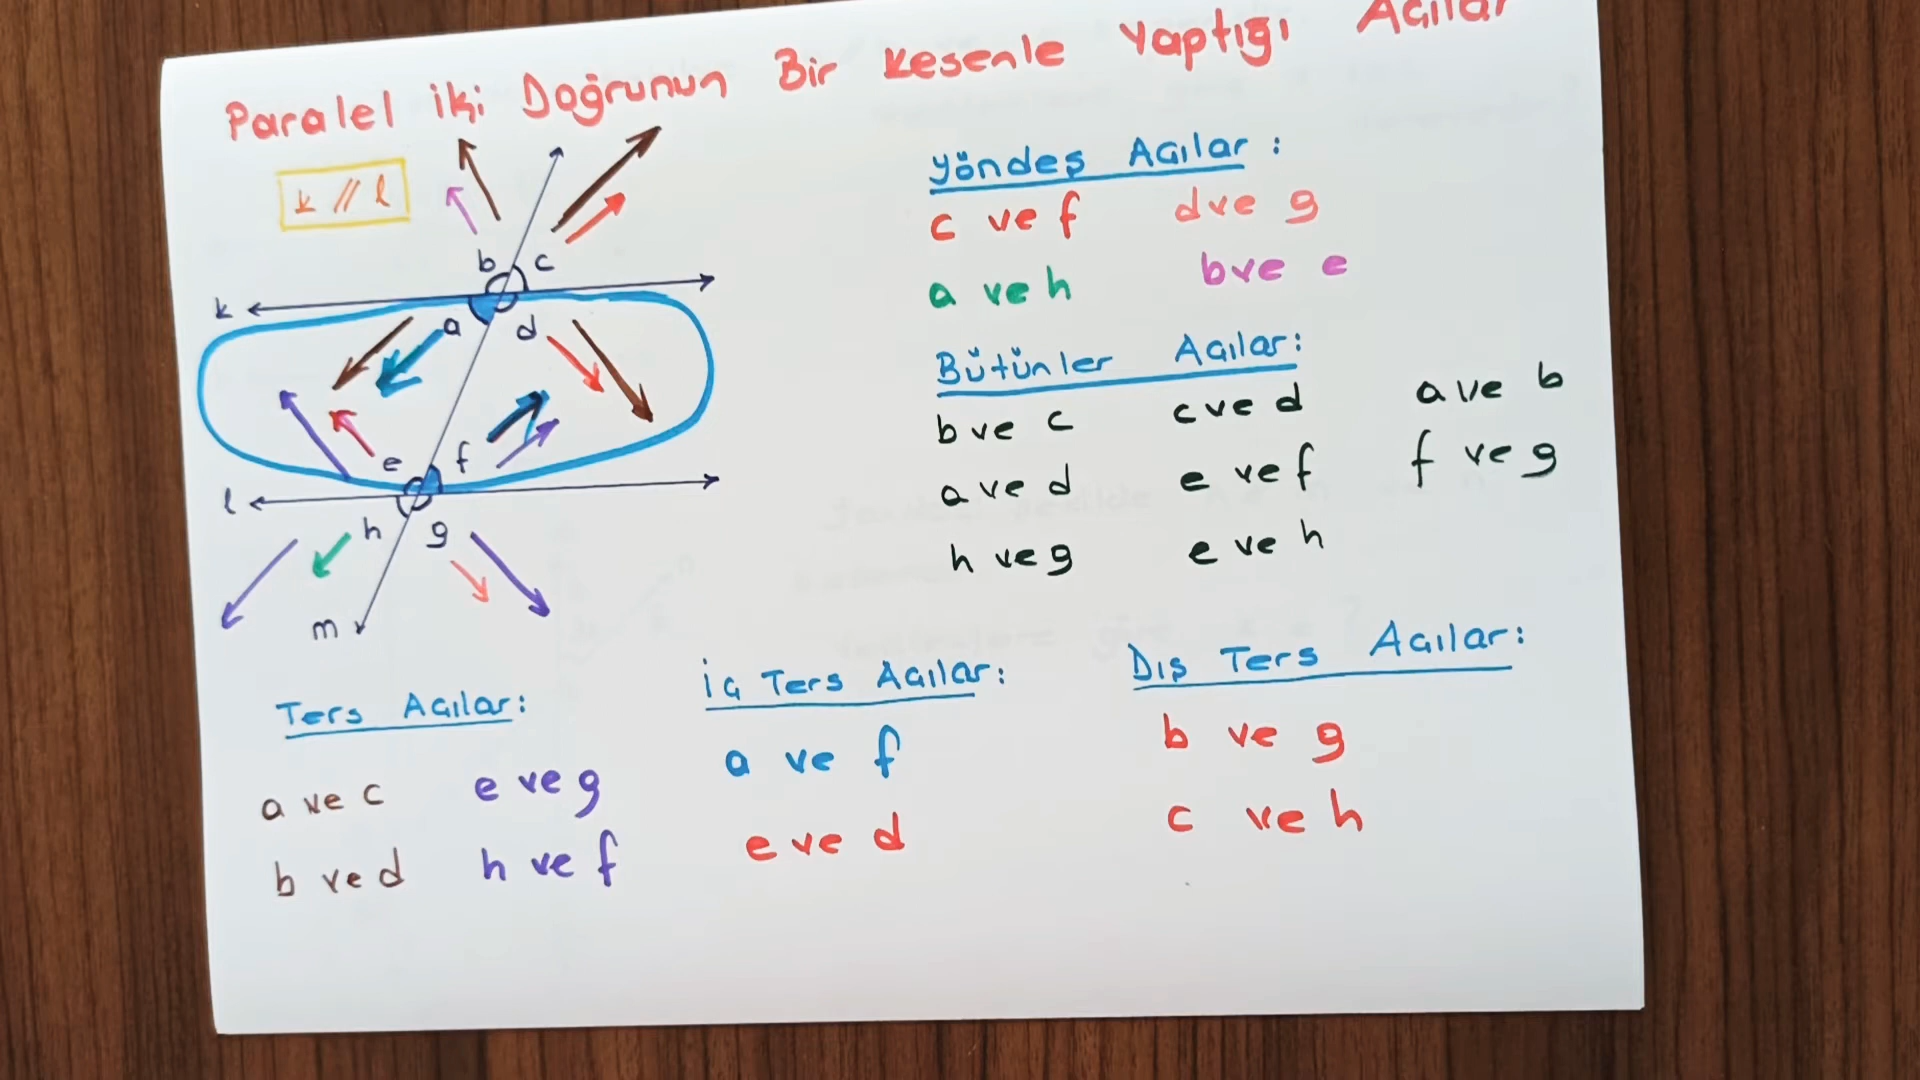 Paralel iki Doğrunun Bir Kesenle Yaptığı Açılar
k // l
b c
k
a d
e f
l
h g
m
Yöndeş Açılar:
c ve f d ve g
a ve h b ve e
Bütünler Açılar:
b ve c c ve d a ve b
a ve d e ve f f ve g
h ve g e ve h
Ters Açılar:
a ve c e ve g
b ve d h ve f
İç Ters Açılar:
a ve f
e ve d
Dış Ters Açılar:
b ve g
c ve h